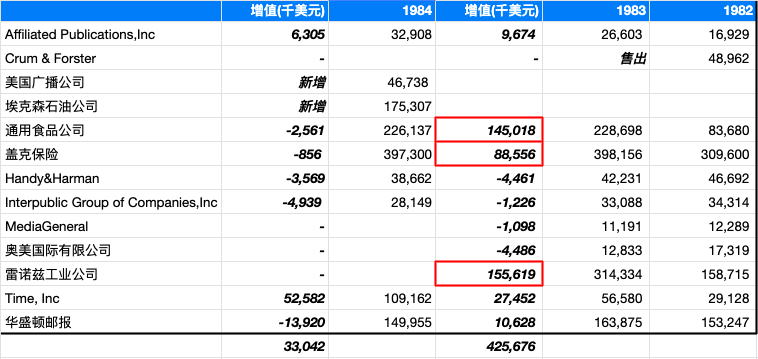 增值(千美元) 1984 增值(千美元) 1983 1982
Affiliated Publications,Inc 6,305 32,908 9,674 26,603 16,929
Crum & Forster - - 售出 48,962
美国广播公司 新增 46,738
埃克森石油公司 新增 175,307
通用食品公司 -2,561 226,137 145,018 228,698 83,680
盖克保险 -856 397,300 88,556 398,156 309,600
Handy&Harman -3,569 38,662 -4,461 42,231 46,692
Interpublic Group of Companies,Inc -4,939 28,149 -1,226 33,088 34,314
MediaGeneral - -1,098 11,191 12,289
奥美国际有限公司 -4,486 12,833 17,319
雷诺兹工业公司 - 155,619 314,334 158,715
Time, Inc 52,582 109,162 27,452 56,580 29,128
华盛顿邮报 -13,920 149,955 10,628 163,875 153,247
33,042 425,676